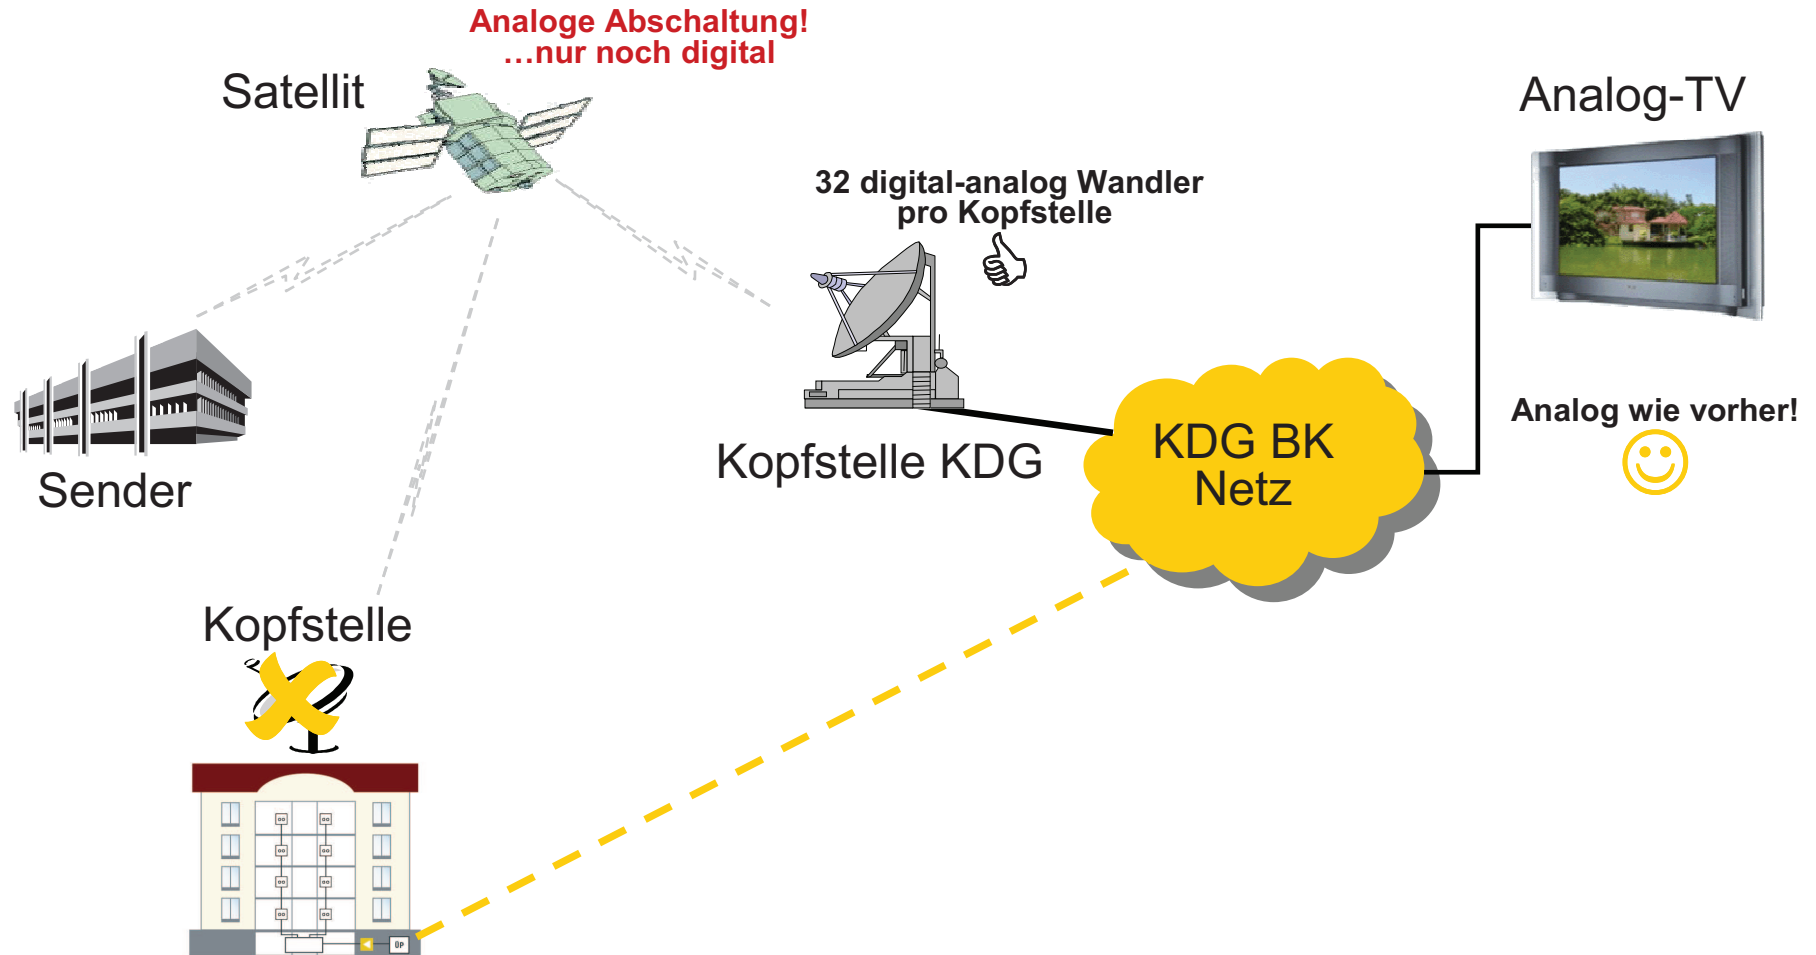 Analoge Abschaltung!
…nur noch digital
Satellit
Analog-TV
32 digital-analog Wandler
pro Kopfstelle
Analog wie vorher!
KDG BK
Netz
Kopfstelle KDG
Sender
Kopfstelle
ÜP